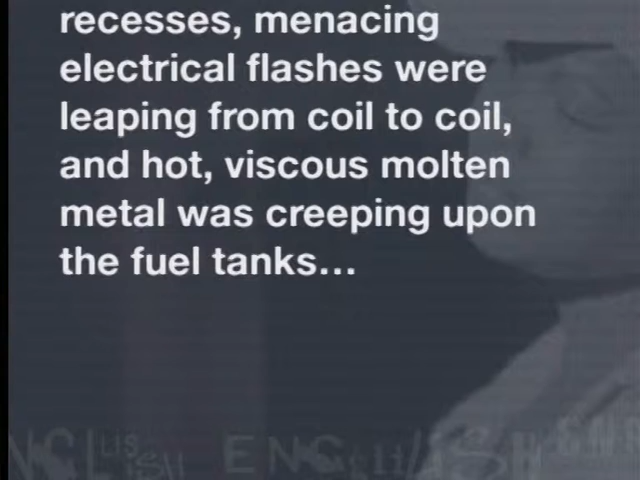 recesses, menacing
electrical flashes were
leaping from coil to coil,
and hot, viscous molten
metal was creeping upon
the fuel tanks...
ENGLISH